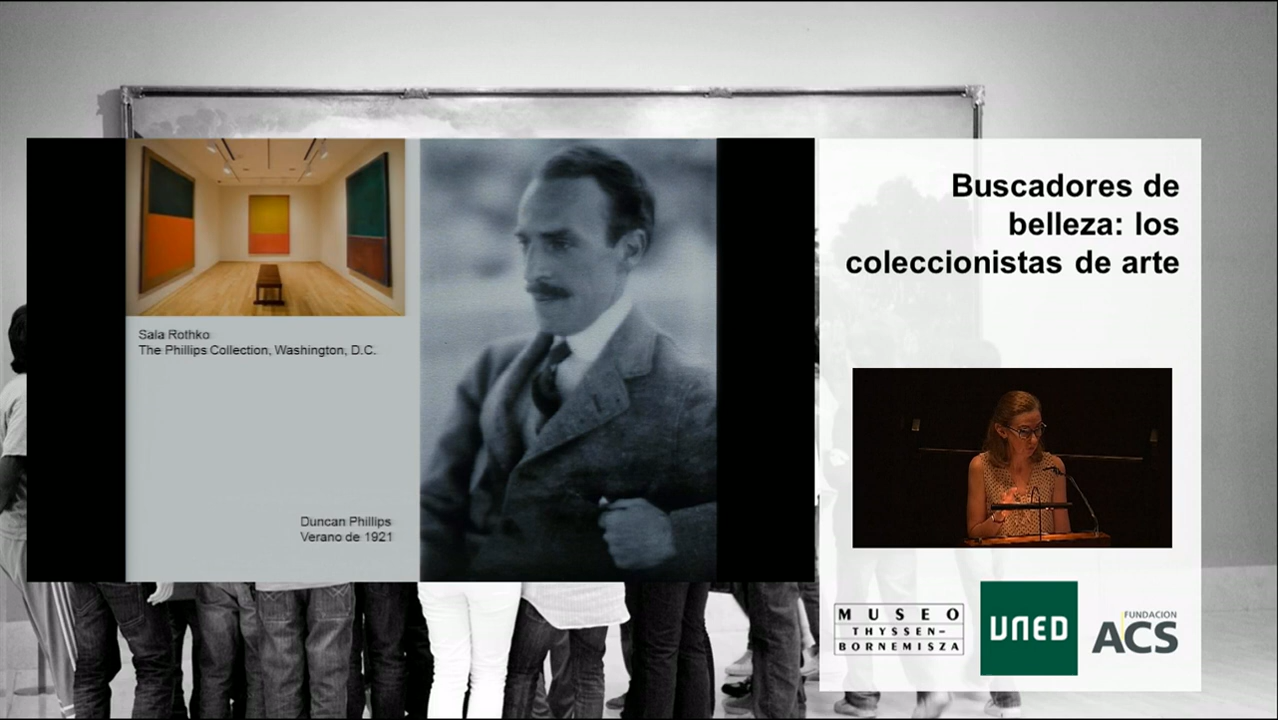 Sala Rothko
The Phillips Collection, Washington, D.C.
Duncan Phillips
Verano de 1921
Buscadores de
belleza: los
coleccionistas de arte
MUSEO
THYSSEN-
BORNEMISZA
UNED
FUNDACIÓN
ACS